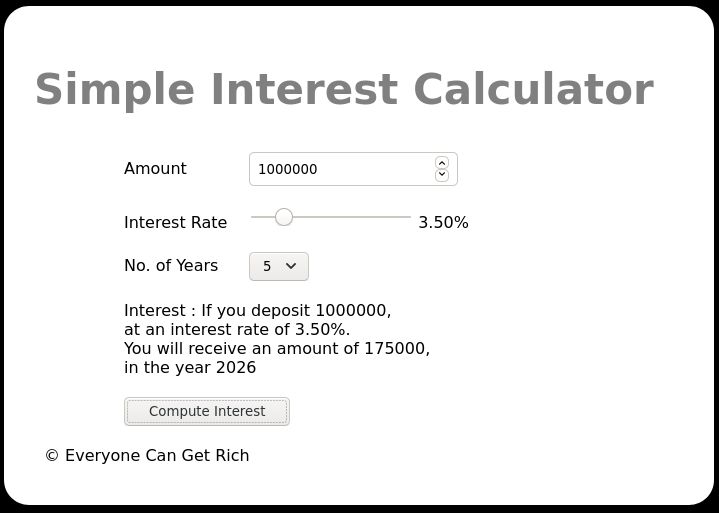 Simple Interest Calculator
Amount 1000000
Interest Rate 3.50%
No. of Years 5
Interest : If you deposit 1000000,
at an interest rate of 3.50%.
You will receive an amount of 175000,
in the year 2026
Compute Interest
© Everyone Can Get Rich